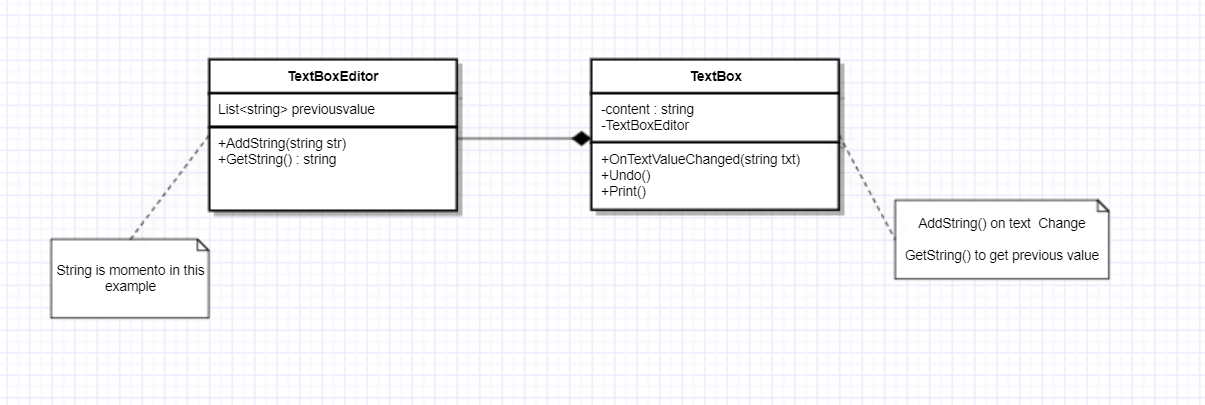 TextBoxEditor
List<string> previousvalue
+AddString(string str)
+GetString() : string
TextBox
-content : string
-TextBoxEditor
+OnTextValueChanged(string txt)
+Undo()
+Print()
String is momento in this
example
AddString() on text  Change
GetString() to get previous value